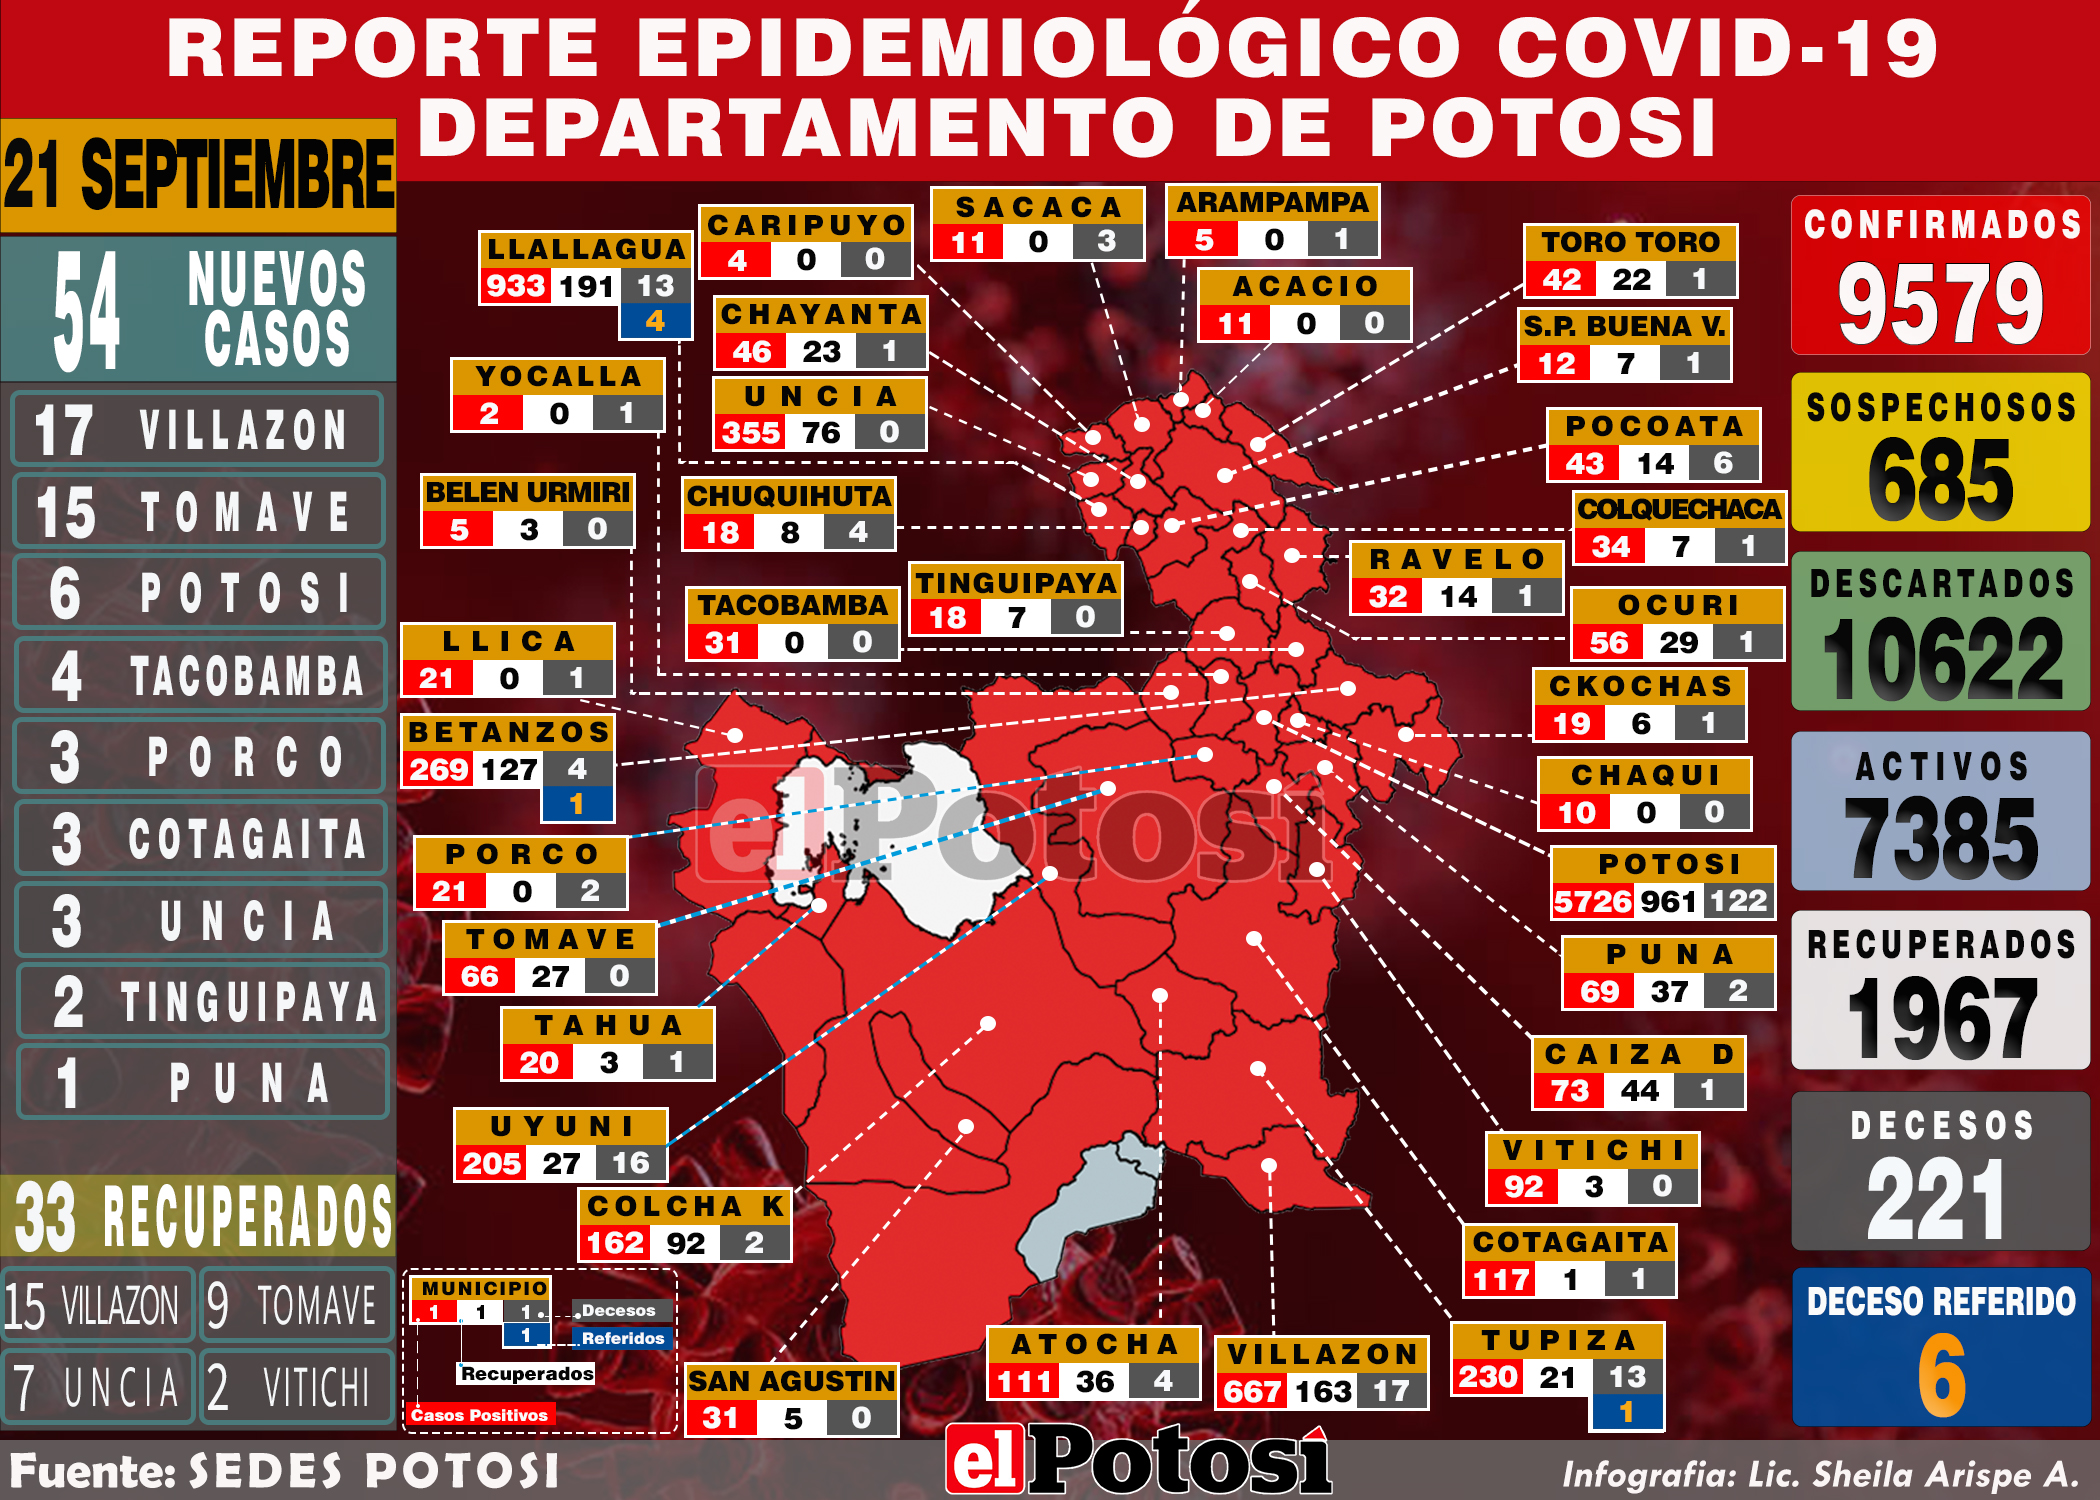 REPORTE EPIDEMIOLÓGICO COVID-19
DEPARTAMENTO DE POTOSI
21 SEPTIEMBRE
54 NUEVOS CASOS
17 VILLAZON
15 TOMAVE
6 POTOSI
4 TACOBAMBA
3 PORCO
3 COTAGAITA
3 UNCIA
2 TINGUIPAYA
1 PUNA
33 RECUPERADOS
15 VILLAZON
9 TOMAVE
7 UNCIA
2 VITICHI
LLALLAGUA
933 191 13
4
CARIPUYO
4 0 0
SACACA
11 0 3
ARAMPAMPA
5 0 1
ACACIO
11 0 0
TORO TORO
42 22 1
S.P. BUENA V.
12 7 1
CHAYANTA
46 23 1
YOCALLA
2 0 1
UNCIA
355 76 0
POCOATA
43 14 6
BELEN URMIRI
5 3 0
CHUQUIHUTA
18 8 4
COLQUECHACA
34 7 1
RAVELO
32 14 1
TINGUIPAYA
18 7 0
TACOBAMBA
31 0 0
OCURI
56 29 1
LLICA
21 0 1
CKOCHAS
19 6 1
BETANZOS
269 127 4
1
CHAQUI
10 0 0
PORCO
21 0 2
POTOSI
5726 961 122
TOMAVE
66 27 0
PUNA
69 37 2
TAHUA
20 3 1
CAIZA D
73 44 1
UYUNI
205 27 16
VITICHI
92 3 0
COLCHA K
162 92 2
COTAGAITA
117 1 1
SAN AGUSTIN
31 5 0
ATOCHA
111 36 4
VILLAZON
667 163 17
TUPIZA
230 21 13
1
MUNICIPIO
1 1 1
1
Decesos
Referidos
Recuperados
Casos Positivos
el Potosí
CONFIRMADOS
9579
SOSPECHOSOS
685
DESCARTADOS
10622
ACTIVOS
7385
RECUPERADOS
1967
DECESOS
221
DECESO REFERIDO
6
Fuente: SEDES POTOSI
el Potosí
Infografia: Lic. Sheila Arispe A.